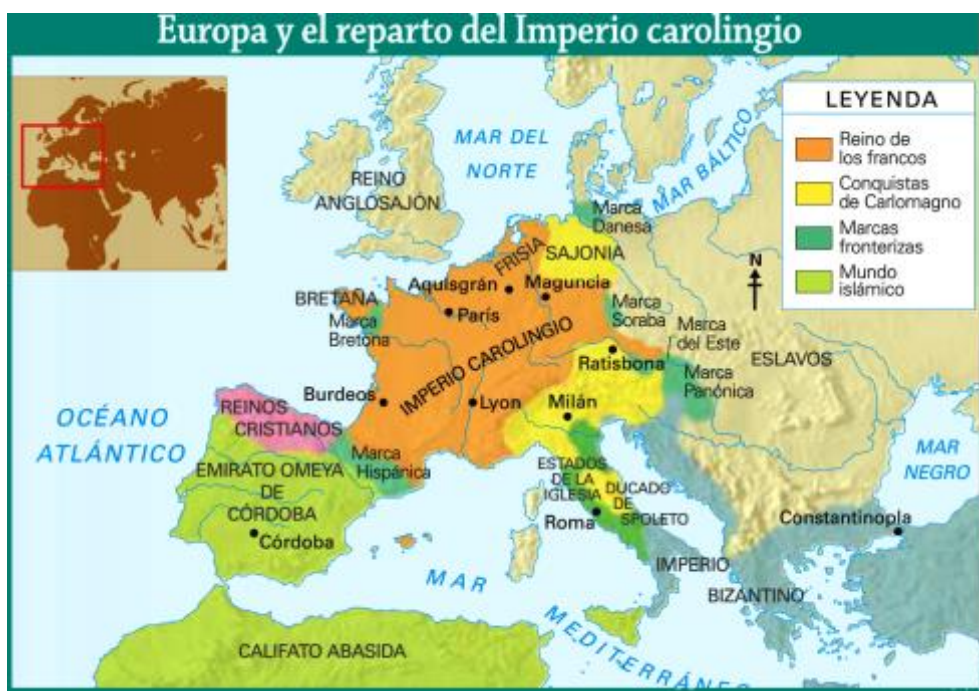 Europa y el reparto del Imperio carolingio
LEYENDA
Reino de
los francos
Conquistas
de Carlomagno
Marcas
fronterizas
Mundo
islámico
MAR DEL
NORTE
MAR BÁLTICO
REINO
ANGLOSAJÓN
Marca
Danesa
FRISIA
SAJONIA
N
Aquisgrán
Maguncia
BRETAÑA
París
Marca
Bretona
Marca
Soraba
Marca
del Este
ESLAVOS
IMPERIO CAROLINGIO
Ratisbona
Marca
Panónica
Burdeos
Lyon
Milán
OCÉANO
ATLÁNTICO
REINOS
CRISTIANOS
MAR
NEGRO
Marca
Hispánica
EMIRATO OMEYA
DE
CÓRDOBA
Córdoba
ESTADOS
DE LA
IGLESIA
DUCADO
DE
SPOLETO
Roma
Constantinopla
IMPERIO
BIZANTINO
MAR
MEDITERRÁNEO
CALIFATO ABASIDA